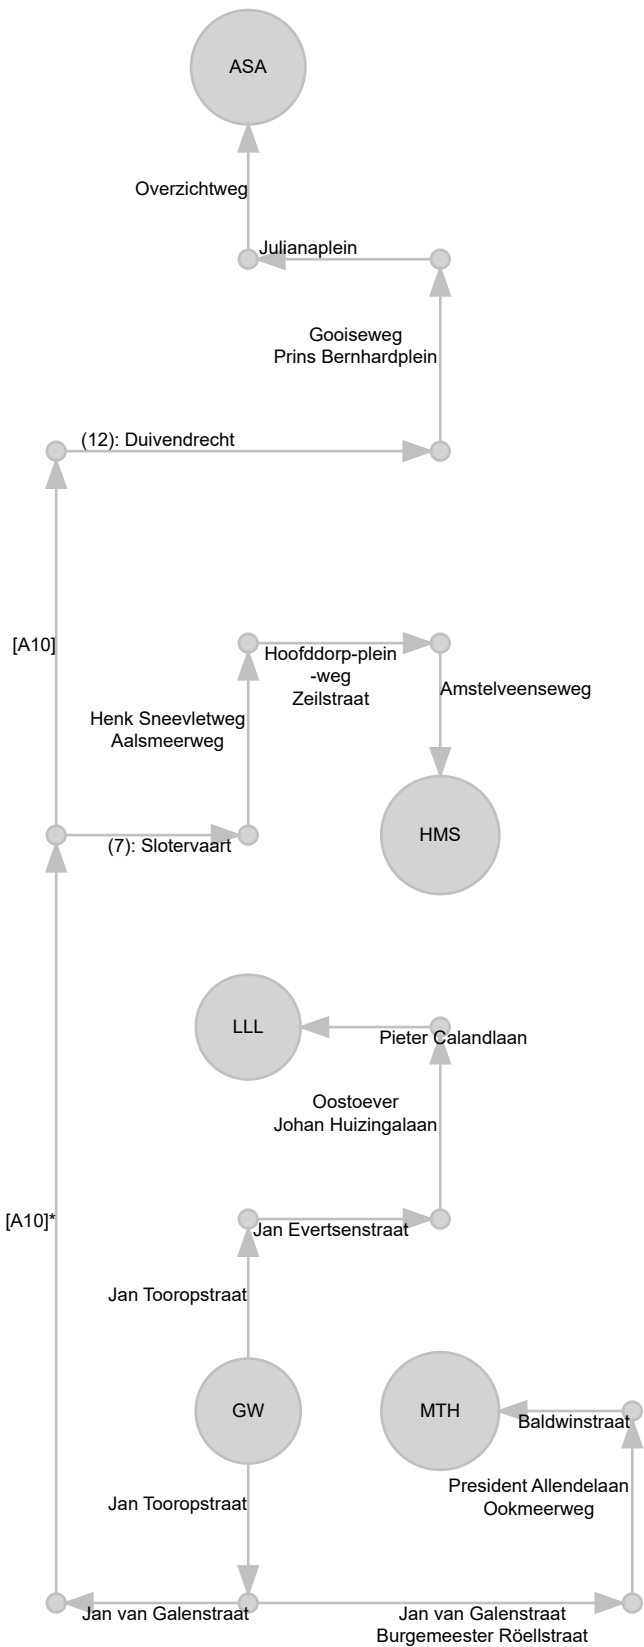 ASA
Overzichtweg
Julianaplein
Gooiseweg
Prins Bernhardplein
(12): Duivendrecht
[A10]
Hoofddorp-plein
-weg
Zeilstraat
Amstelveenseweg
Henk Sneevletweg
Aalsmeerweg
HMS
(7): Slotervaart
LLL
Pieter Calandlaan
Oostoever
Johan Huizingalaan
[A10]*
Jan Evertsenstraat
Jan Tooropstraat
GW
MTH
Baldwinstraat
President Allendelaan
Ookmeerweg
Jan Tooropstraat
Jan van Galenstraat
Jan van Galenstraat
Burgemeester Röellstraat